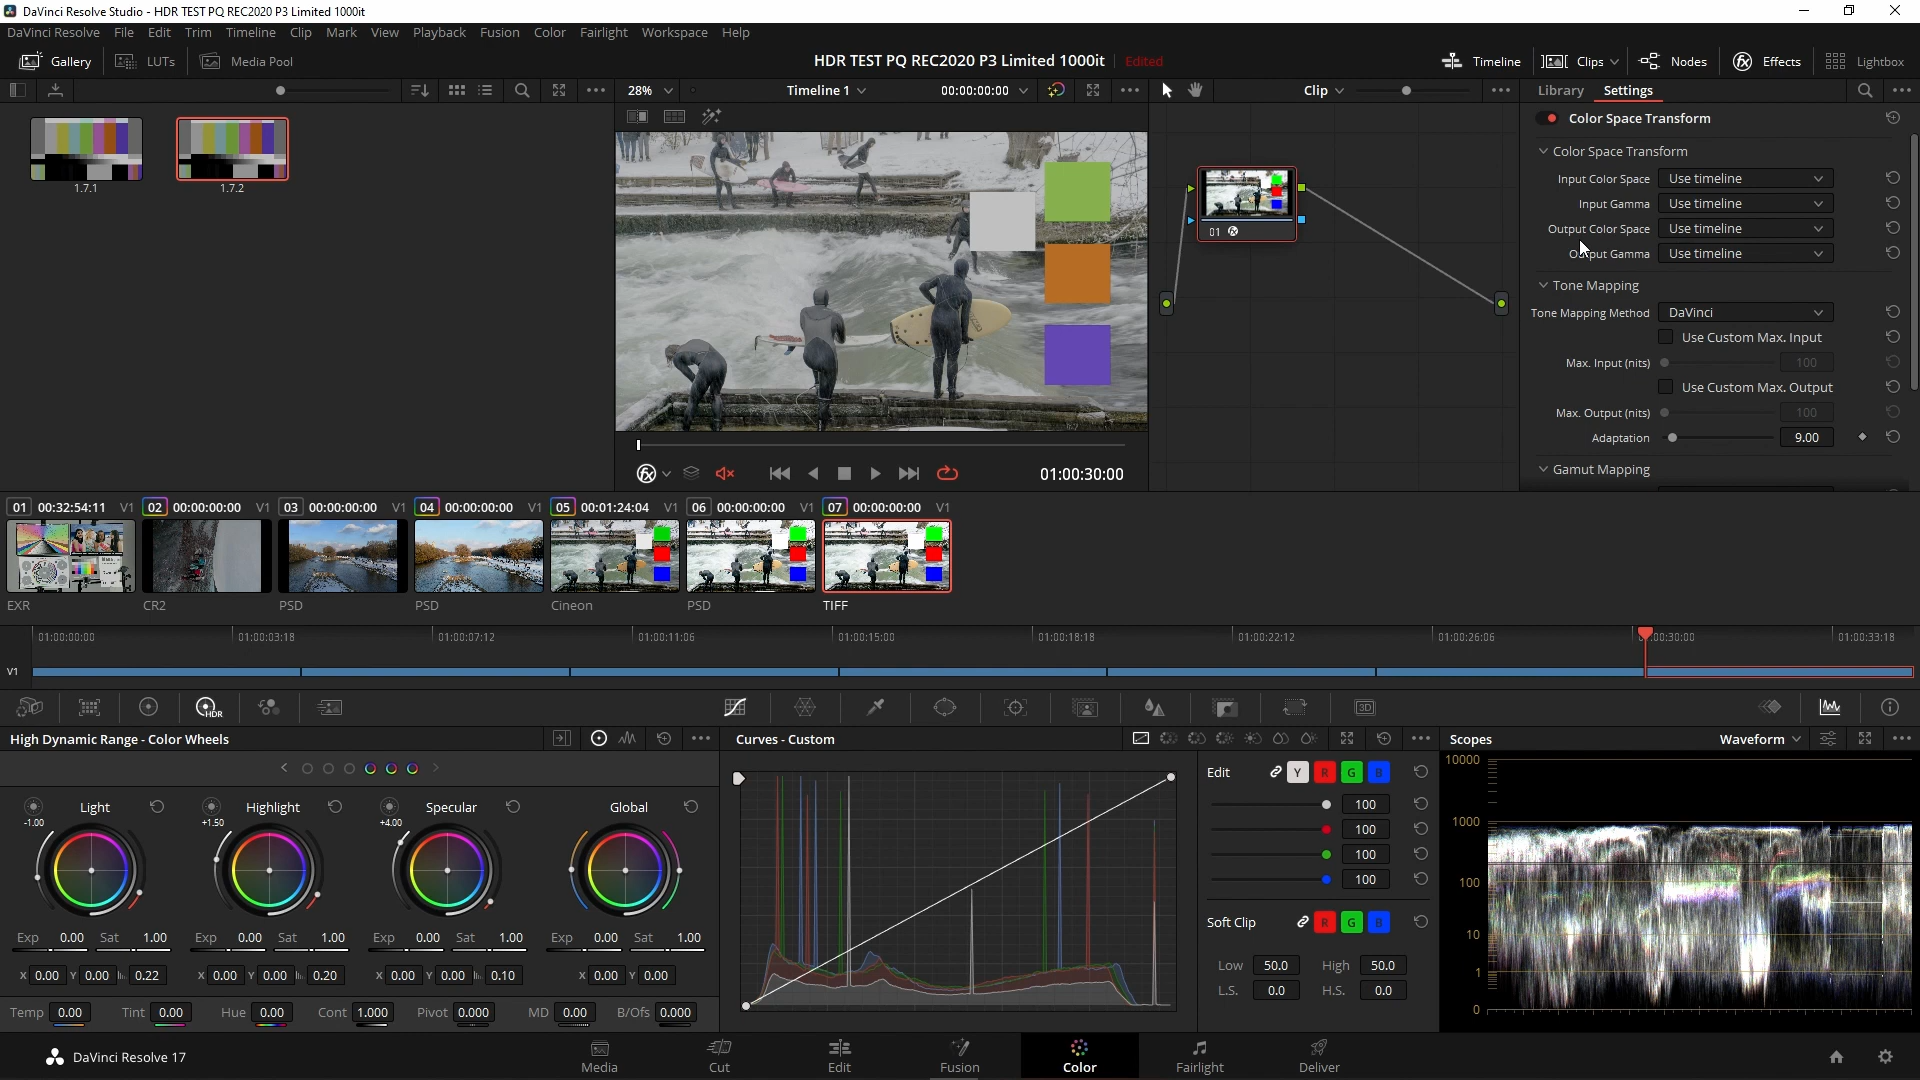 DaVinci Resolve Studio - HDR TEST PQ REC2020 P3 Limited 1000it
DaVinci Resolve File Edit Trim Timeline Clip Mark View Playback Fusion Color Fairlight Workspace Help
Gallery LUTs Media Pool HDR TEST PQ REC2020 P3 Limited 1000it Edited Timeline Clips Nodes Effects Lightbox
28% Timeline 1 00:00:00:00 Clip Library Settings
Color Space Transform
1.7.1 1.7.2
Color Space Transform
Input Color Space Use timeline
Input Gamma Use timeline
Output Color Space Use timeline
Output Gamma Use timeline
01
Tone Mapping
Tone Mapping Method DaVinci
Use Custom Max. Input
Max. Input (nits) 100
Use Custom Max. Output
Max. Output (nits) 100
Adaptation 9.00
Gamut Mapping
01:00:30:00
01 00:32:54:11 V1 02 00:00:00:00 V1 03 00:00:00:00 V1 04 00:00:00:00 V1 05 00:01:24:04 V1 06 00:00:00:00 V1 07 00:00:00:00 V1
EXR CR2 PSD PSD Cineon PSD TIFF
01:00:00:00 01:00:03:18 01:00:07:12 01:00:11:06 01:00:15:00 01:00:18:18 01:00:22:12 01:00:26:06 :00:30:00 01:00:33:18
V1
HDR 3D
High Dynamic Range - Color Wheels Curves - Custom Scopes Waveform
Edit Y R G B
100
100
100
100
Soft Clip R G B
Low 50.0 High 50.0
L.S. 0.0 H.S. 0.0
10000
1000
100
10
1
0
Light Highlight Specular Global
-1.00 +1.50 +4.00
Exp 0.00 Sat 1.00 Exp 0.00 Sat 1.00 Exp 0.00 Sat 1.00 Exp 0.00 Sat 1.00
X 0.00 Y 0.00 0.22 X 0.00 Y 0.00 0.20 X 0.00 Y 0.00 0.10 X 0.00 Y 0.00
Temp 0.00 Tint 0.00 Hue 0.00 Cont 1.000 Pivot 0.000 MD 0.00 B/Ofs 0.000
DaVinci Resolve 17 Media Cut Edit Fusion Color Fairlight Deliver